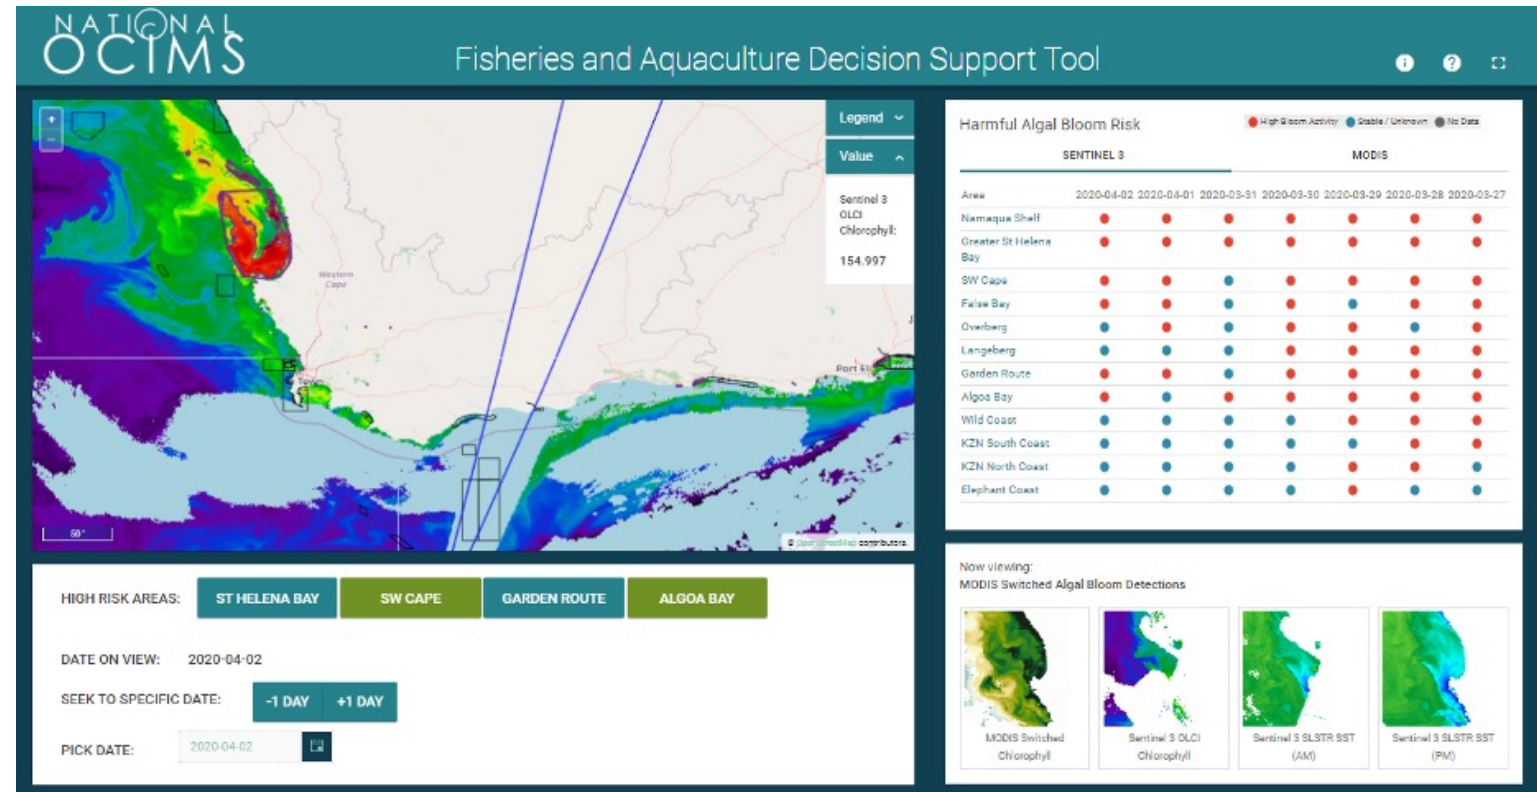 NATIONAL
OCIMS
Fisheries and Aquaculture Decision Support Tool
Legend
Value
Sentinel 3
OLCI
Chlorophyll:
154.997
Western
Cape
Town
Port El
50"
© OpenStreetMap contributors.
HIGH RISK AREAS:
ST HELENA BAY
SW CAPE
GARDEN ROUTE
ALGOA BAY
DATE ON VIEW: 2020-04-02
SEEK TO SPECIFIC DATE:
-1 DAY +1 DAY
PICK DATE:
2020-04-02
Harmful Algal Bloom Risk
High Bloom Activity Stable / Unknown No Data
SENTINEL 3 MODIS
Area 2020-04-02 2020-04-01 2020-03-31 2020-03-30 2020-03-29 2020-03-28 2020-03-27
Namaqua Shelf
Greater St Helena
Bay
SW Cape
False Bay
Overberg
Langeberg
Garden Route
Algoa Bay
Wild Coast
KZN South Coast
KZN North Coast
Elephant Coast
Now viewing:
MODIS Switched Algal Bloom Detections
MODIS Switched
Chlorophyll
Sentinel 3 OLCI
Chlorophyll
Sentinel 3 SLSTR SST
(AM)
Sentinel 3 SLSTR SST
(PM)